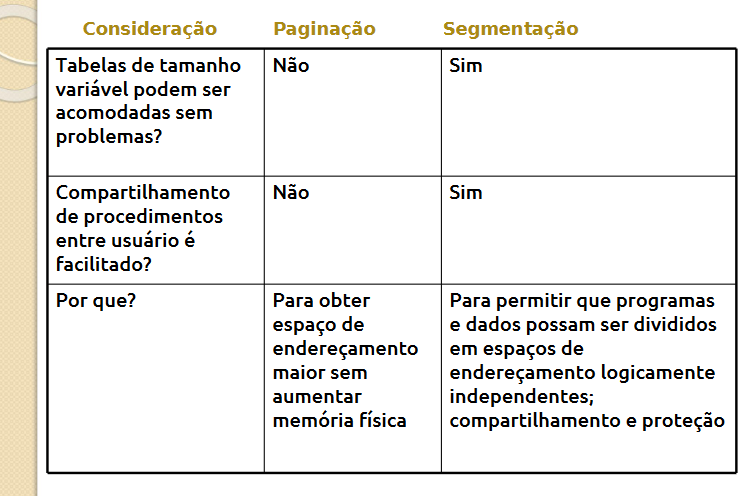 Consideração Paginação Segmentação
Tabelas de tamanho
variável podem ser
acomodadas sem
problemas?
Não
Sim
Compartilhamento
de procedimentos
entre usuário é
facilitado?
Não
Sim
Por que?
Para obter
espaço de
endereçamento
maior sem
aumentar
memória física
Para permitir que programas
e dados possam ser divididos
em espaços de
endereçamento logicamente
independentes;
compartilhamento e proteção